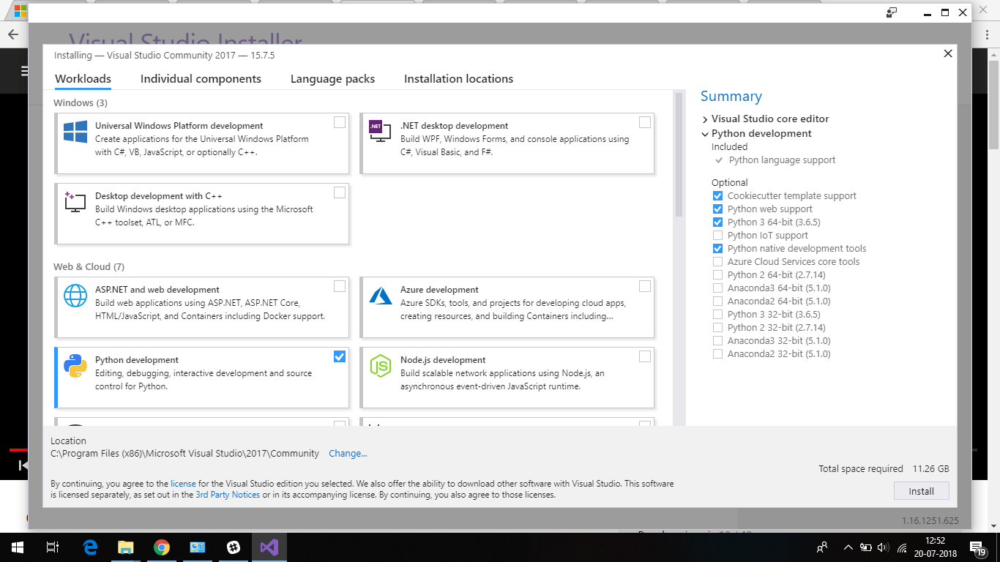 Visual Studio Installer
Installing — Visual Studio Community 2017 — 15.7.5
Workloads
Individual components
Language packs
Installation locations
Windows (3)
Universal Windows Platform development
Create applications for the Universal Windows Platform
with C#, VB, JavaScript, or optionally C++.
.NET
.NET desktop development
Build WPF, Windows Forms, and console applications using
C#, Visual Basic, and F#.
Desktop development with C++
Build Windows desktop applications using the Microsoft
C++ toolset, ATL, or MFC.
Web & Cloud (7)
ASP.NET and web development
Build web applications using ASP.NET, ASP.NET Core,
HTML/JavaScript, and Containers including Docker support.
Azure development
Azure SDKs, tools, and projects for developing cloud apps,
creating resources, and building Containers including...
Python development
Editing, debugging, interactive development and source
control for Python.
Node.js development
Build scalable network applications using Node.js, an
asynchronous event-driven JavaScript runtime.
Summary
Visual Studio core editor
Python development
Included
Python language support
Optional
Cookiecutter template support
Python web support
Python 3 64-bit (3.6.5)
Python IoT support
Python native development tools
Azure Cloud Services core tools
Python 2 64-bit (2.7.14)
Anaconda3 64-bit (5.1.0)
Anaconda2 64-bit (5.1.0)
Python 3 32-bit (3.6.5)
Python 2 32-bit (2.7.14)
Anaconda3 32-bit (5.1.0)
Anaconda2 32-bit (5.1.0)
Location
C:\Program Files (x86)\Microsoft Visual Studio\2017\Community Change...
Total space required 11.26 GB
By continuing, you agree to the license for the Visual Studio edition you selected. We also offer the ability to download other software with Visual Studio. This software
is licensed separately, as set out in the 3rd Party Notices or in its accompanying license. By continuing, you also agree to those licenses.
Install
1.16.1251.625
12:52
20-07-2018
19